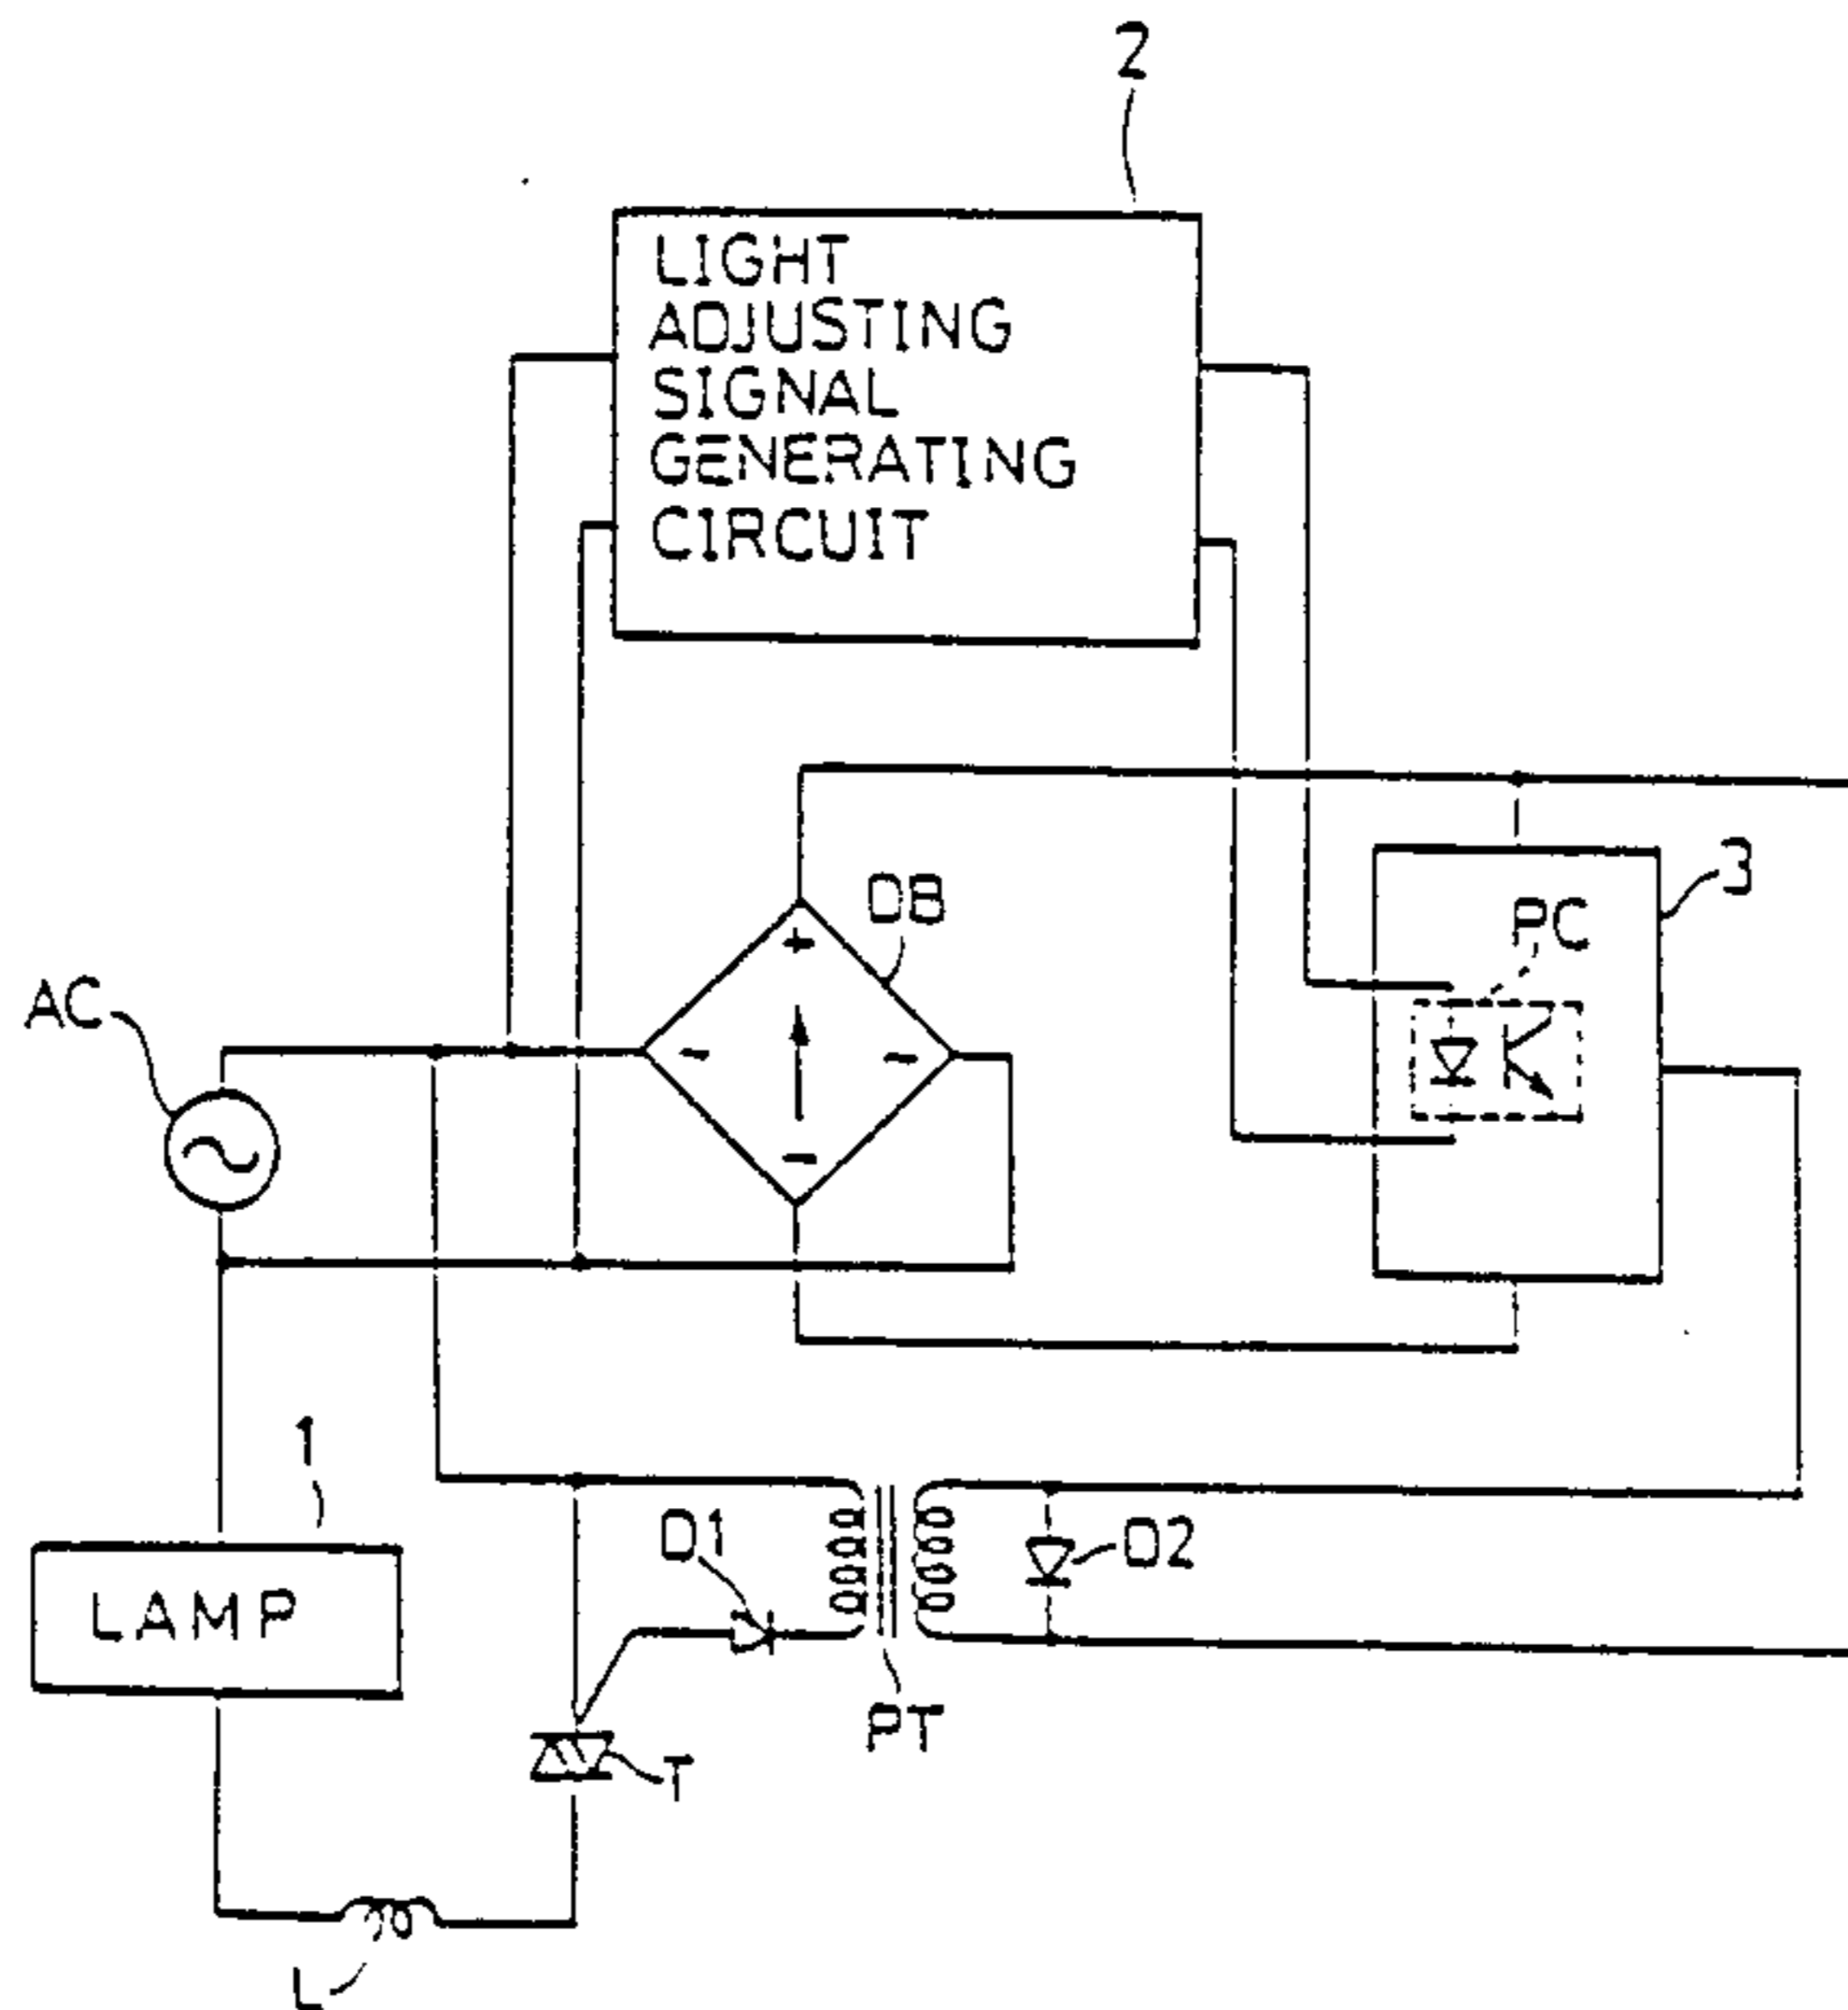 2
LIGHT
ADJUSTING
SIGNAL
GENERATING
CIRCUIT
3
DB
PC
AC
+
-
1
D1
D2
LAMP
PT
T
L